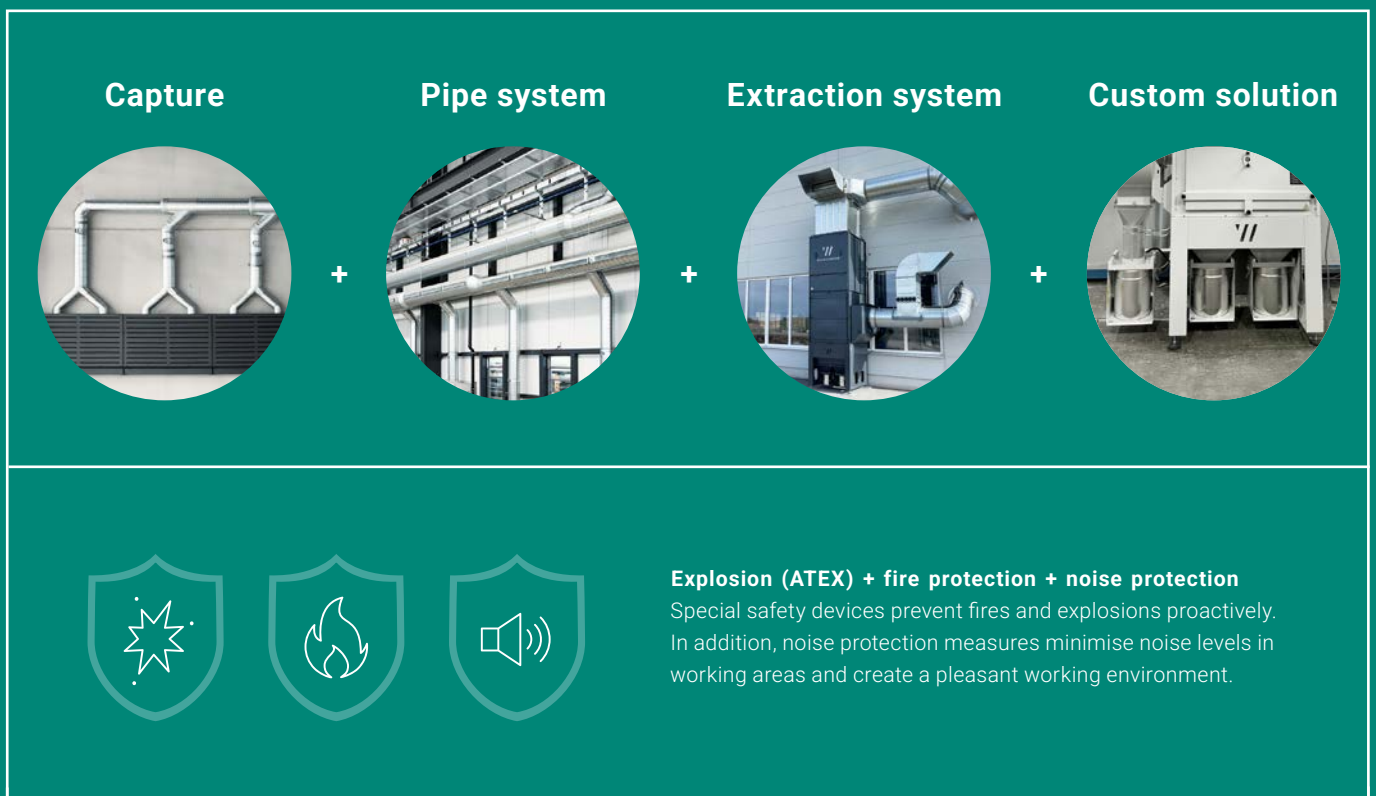 Capture
Pipe system
Extraction system
Custom solution
+
+
+
Explosion (ATEX) + fire protection + noise protection
Special safety devices prevent fires and explosions proactively.
In addition, noise protection measures minimise noise levels in
working areas and create a pleasant working environment.